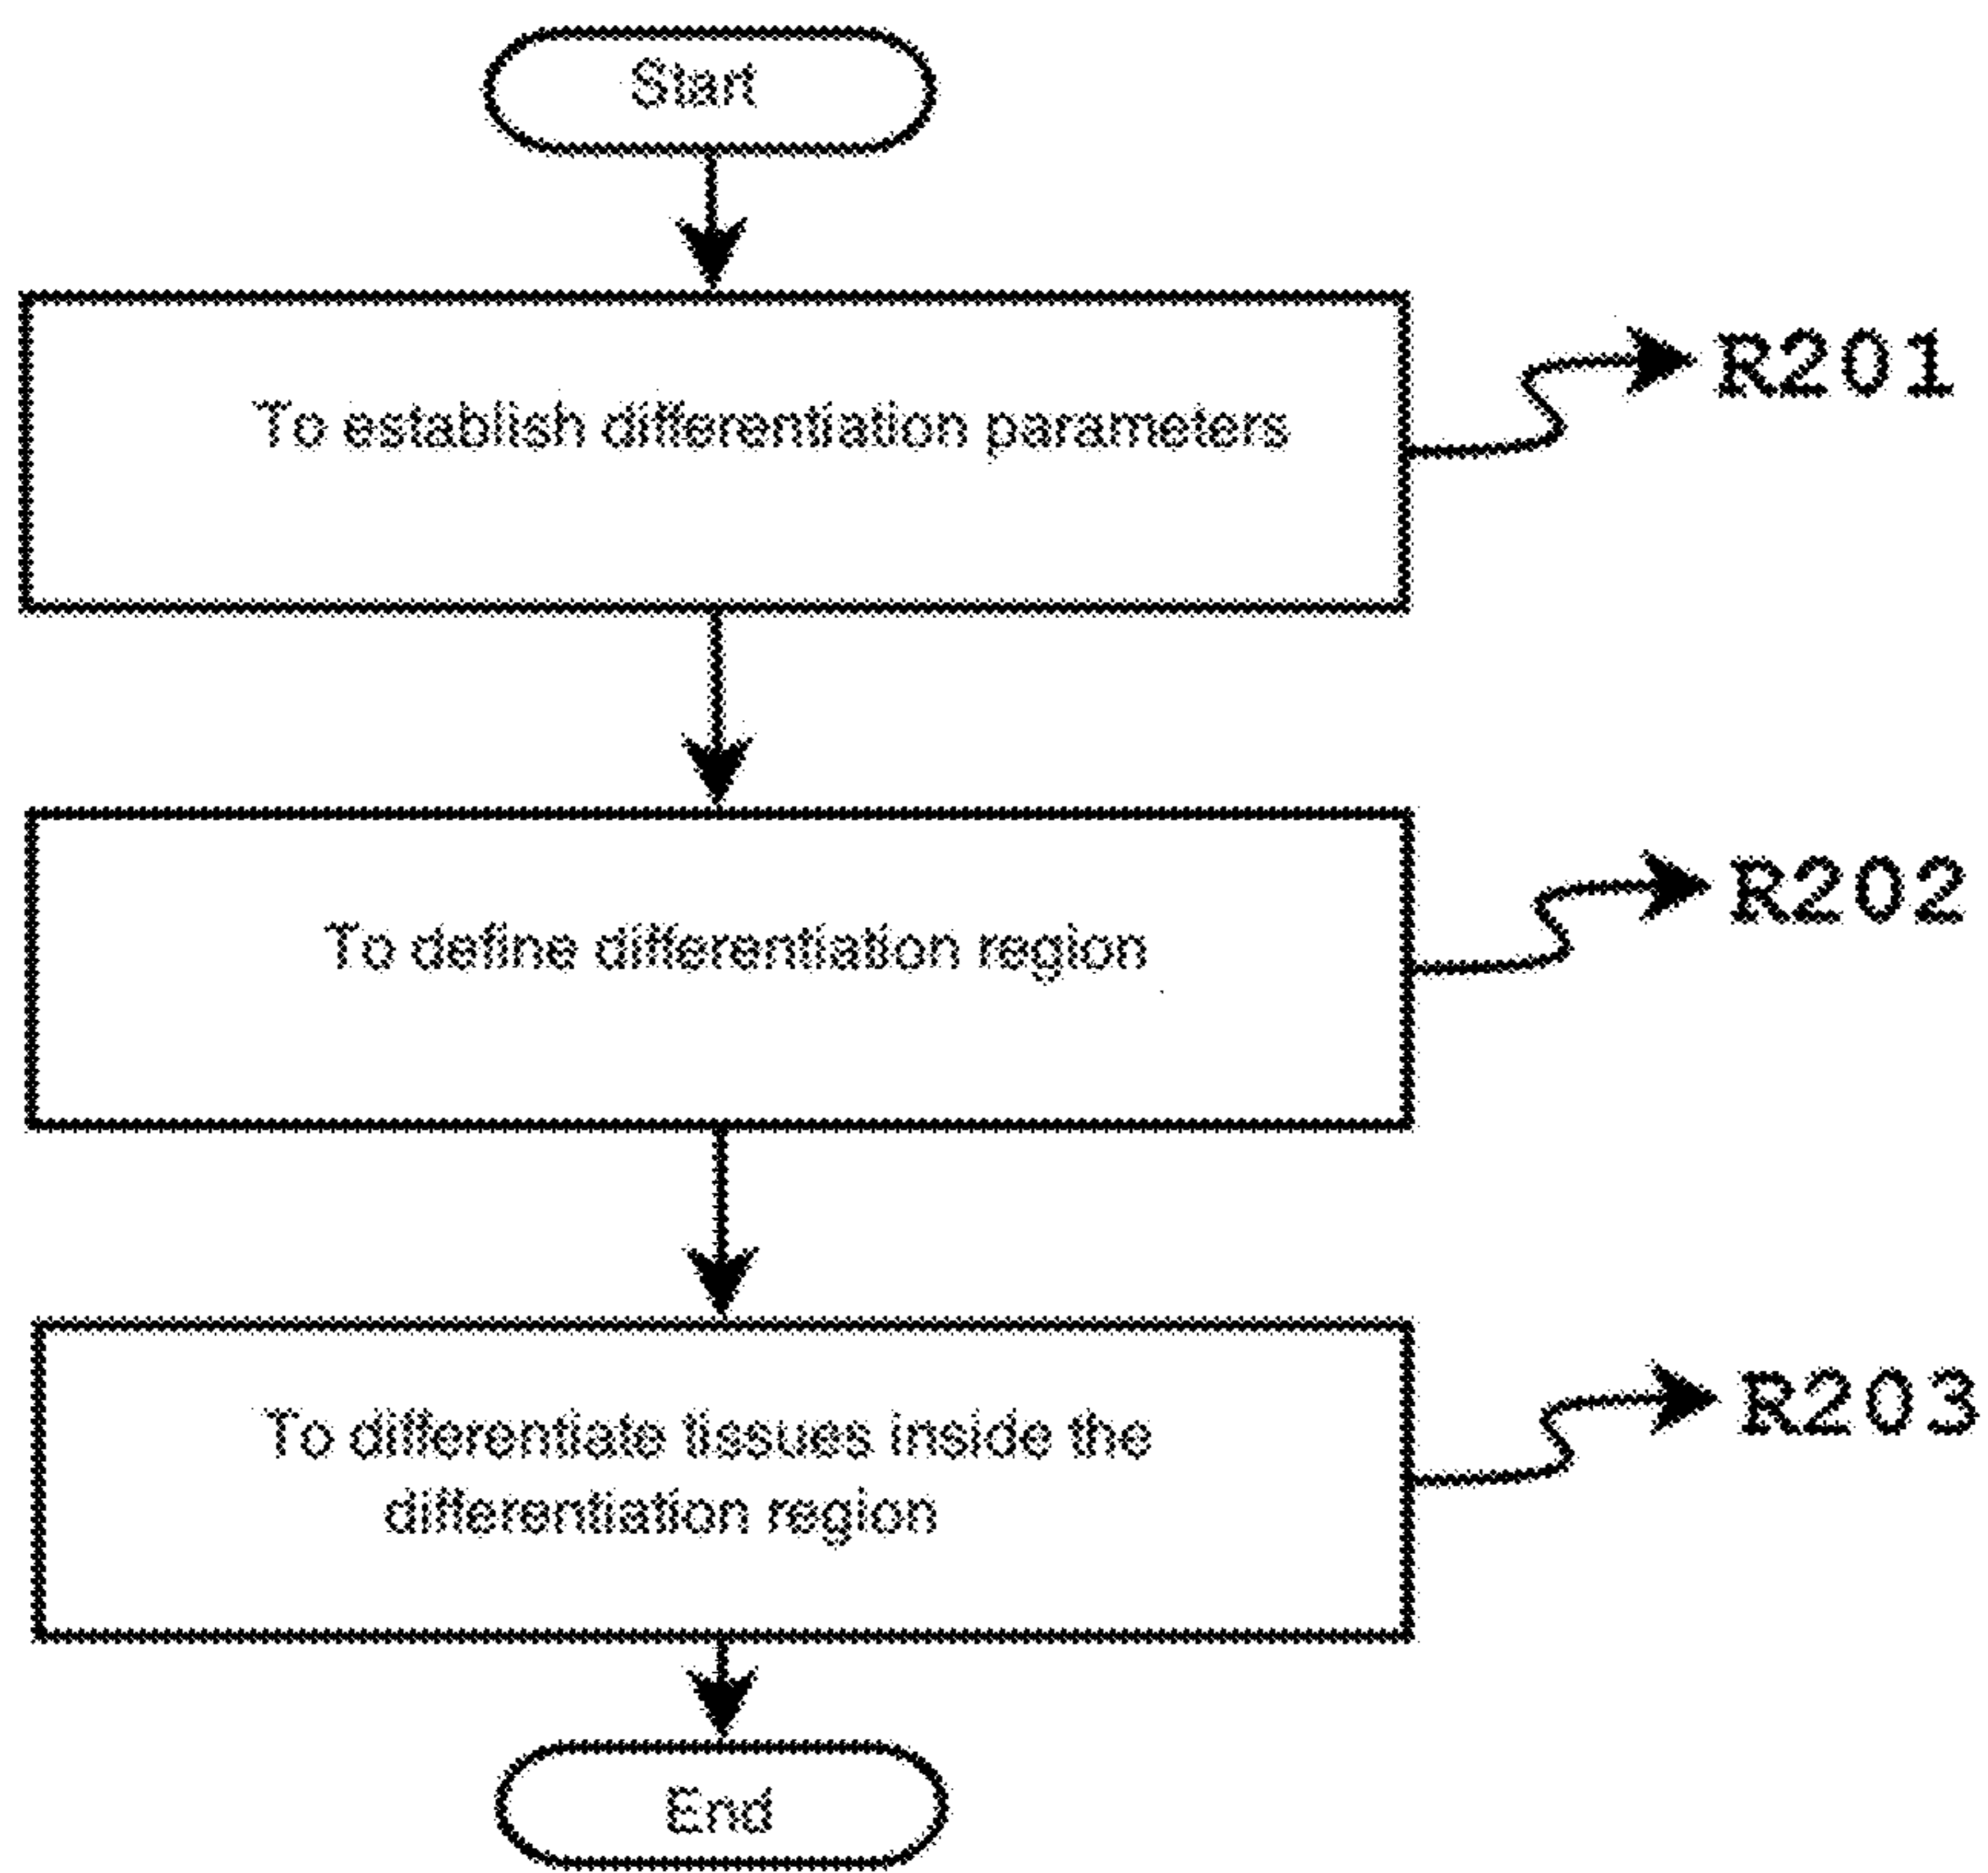 Start
To establish differentiation parameters
R201
To define differentiation region
R202
To differentiate tissues inside the
differentiation region
R203
End